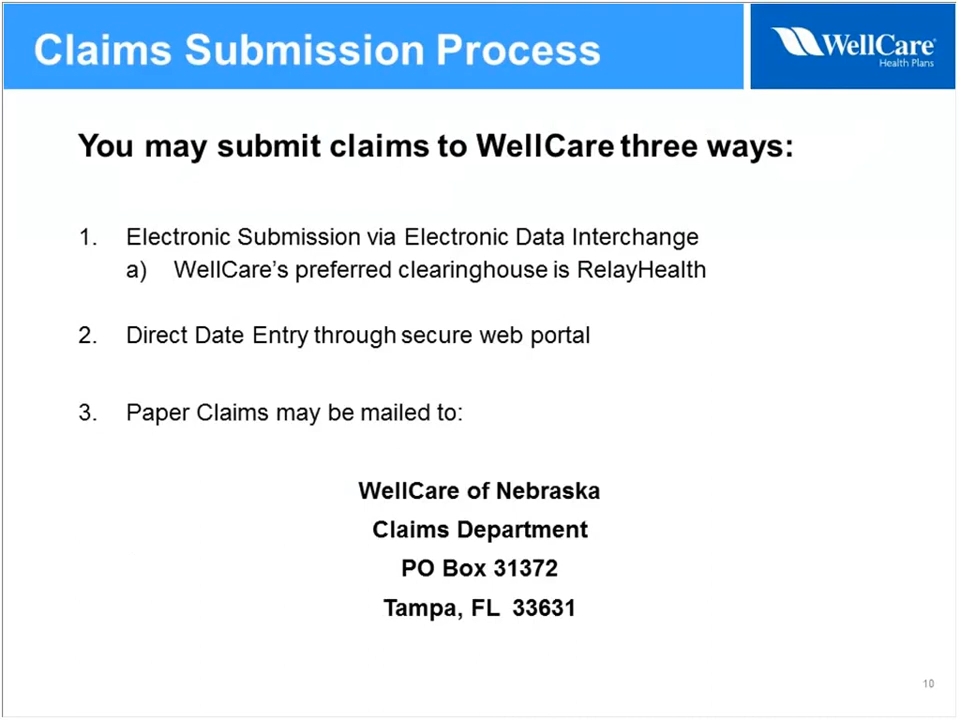 Claims Submission Process
WellCare®
Health Plans
You may submit claims to WellCare three ways:
1. Electronic Submission via Electronic Data Interchange
a) WellCare's preferred clearinghouse is RelayHealth
2. Direct Date Entry through secure web portal
3. Paper Claims may be mailed to:
WellCare of Nebraska
Claims Department
PO Box 31372
Tampa, FL 33631
10